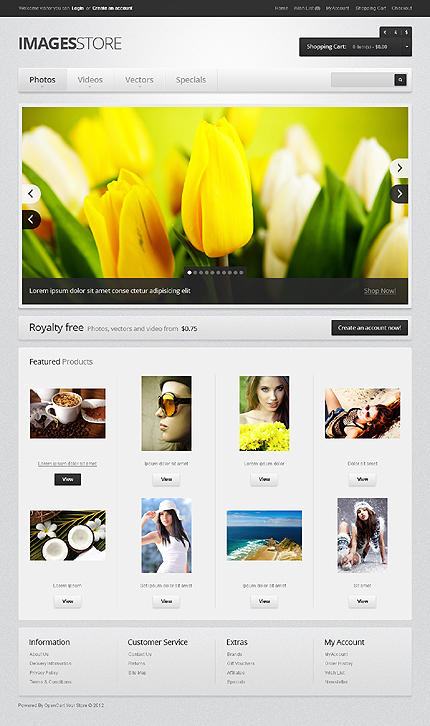 Welcome visitor you can Login or Create an account
Home Wish List (0) My Account Shopping Cart Checkout
€ £ $
IMAGESSTORE
Shopping Cart: 0 item(s) - $0.00
Photos Videos Vectors Specials
Lorem ipsum dolor sit amet conse ctetur adipisicing elit
Shop Now!
Royalty free Photos, vectors and video from $0.75
Create an account now!
Featured Products
Lorem ipsum dolor sit amet
Ipsum dolor sit amet
Lorem ipsum dolor
Dolor sit amet
View View View View
Lorem ipsum
Set ipsum dolor sit amet
Ipsum dolor sit amet
Sit amet
View View View View
Information Customer Service Extras My Account
About Us Contact Us Brands My Account
Delivery Information Returns Gift Vouchers Order History
Privacy Policy Site Map Affiliates Wish List
Terms & Conditions Specials Newsletter
Powered By OpenCart Your Store © 2012